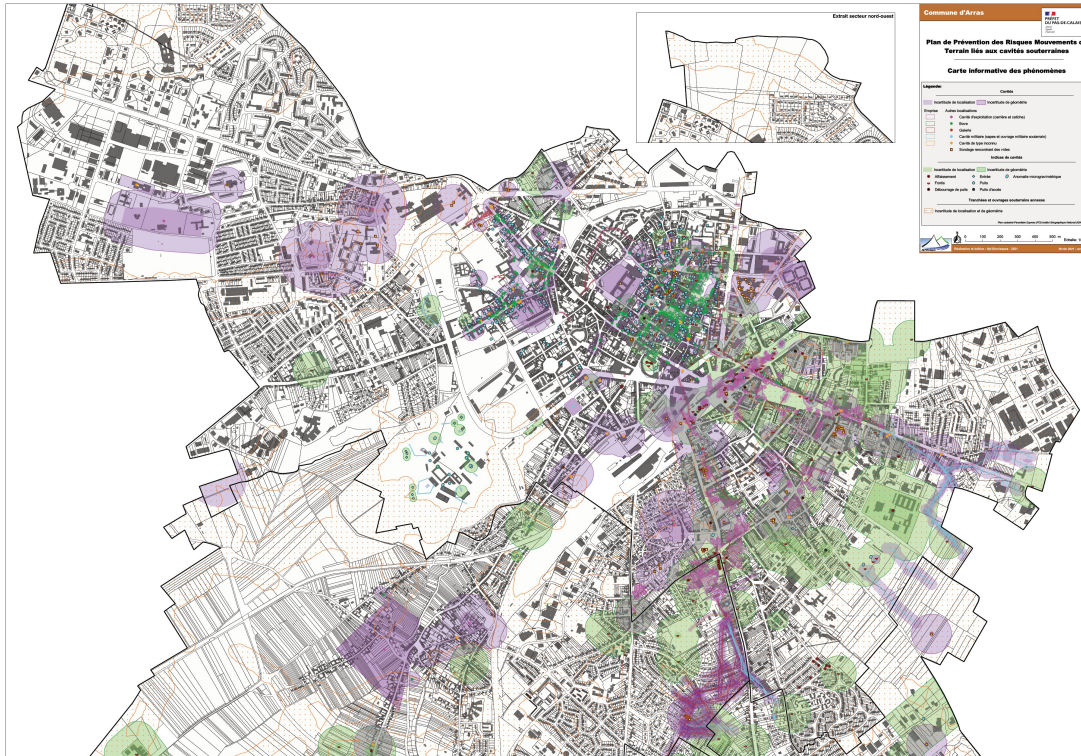 Extrait secteur nord-ouest
Commune d'Arras
PRÉFET
DU PAS-DE-CALAIS
Plan de Prévention des Risques Mouvements d
Terrain liés aux cavités souterraines
Carte informative des phénomènes
Légende:
Cavités
Incertitude de localisation Incertitude de géométrie
Emprise Autres localisations
Cavité d'exploitation (carrière et catiche)
Bove
Galerie
Cavité militaire (sapes et ouvrage militaire souterrain)
Cavité de type inconnu
Sondage rencontrant des vides
Indices de cavités
Incertitude de localisation Incertitude de géométrie
Affaissement Entrée Anomalie microgravimétrique
Fontis Puits
Débourrage de puits Puits d'accès
Tranchées et ouvrages souterrains annexes
Incertitude de localisation et de géométrie
0 100 200 300 400 500 m
Echelle: 1